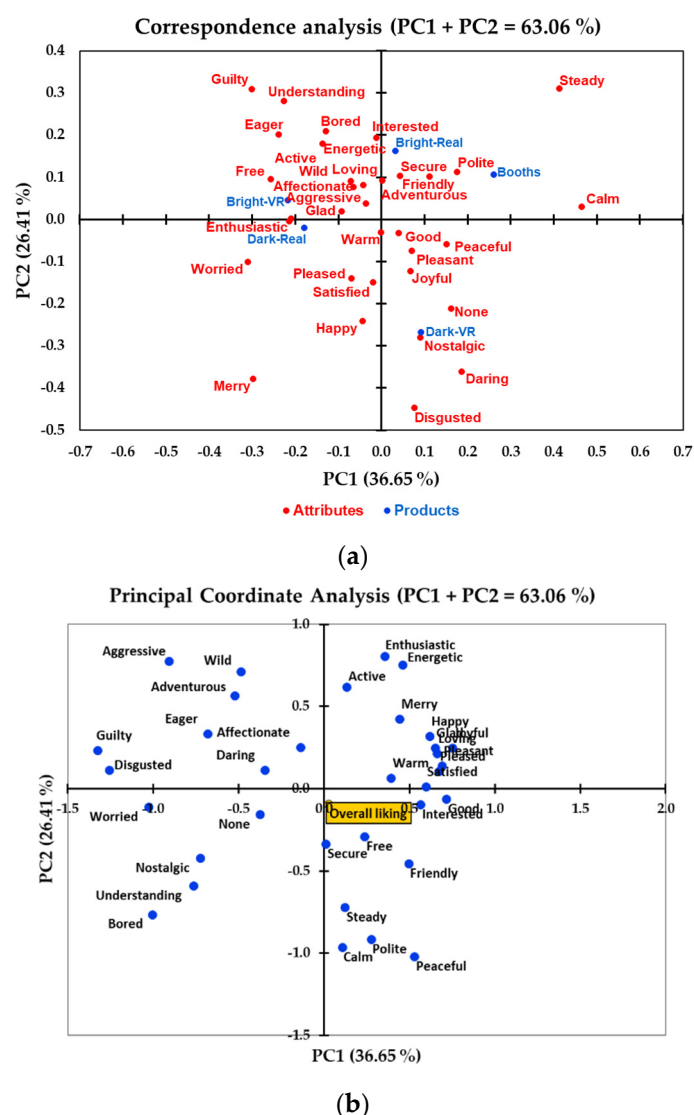 Correspondence analysis (PC1 + PC2 = 63.06 %)
0.4
Guilty
Steady
0.3
Understanding
Eager
Bored
Interested
0.2
Energetic
Bright-Real
Active
Polite
Free
Wild
Loving
Secure
Booths
0.1
Affectionate
Friendly
Bright-VR
Aggressive
Adventurous
Calm
Glad
0.0
Enthusiastic
Dark-Real
Warm
Good
Peaceful
-0.1
Worried
Pleased
Pleasant
Satisfied
Joyful
-0.2
None
Happy
Dark-VR
-0.3
Nostalgic
Merry
Daring
-0.4
Disgusted
-0.5
-0.7 -0.6 -0.5 -0.4 -0.3 -0.2 -0.1 0.0 0.1 0.2 0.3 0.4 0.5 0.6 0.7
PC2 (26.41 %)
PC1 (36.65 %)
Attributes Products
(a)
Principal Coordinate Analysis (PC1 + PC2 = 63.06 %)
1.0
Aggressive
Wild
Enthusiastic
Energetic
Adventurous
Active
Merry
0.5
Eager
Affectionate
Happy
Guilty
Loving
Disgusted
Daring
Pleasant
Pleased
Warm
Satisfied
0.0
-1.5 -1.0 -0.5 0.0 0.5 1.0 1.5 2.0
Worried
None
Overall liking
Good
Interested
Secure
Free
Nostalgic
Friendly
-0.5
Understanding
Bored
Steady
Polite
-1.0
Calm
Peaceful
-1.5
PC2 (26.41 %)
PC1 (36.65 %)
(b)